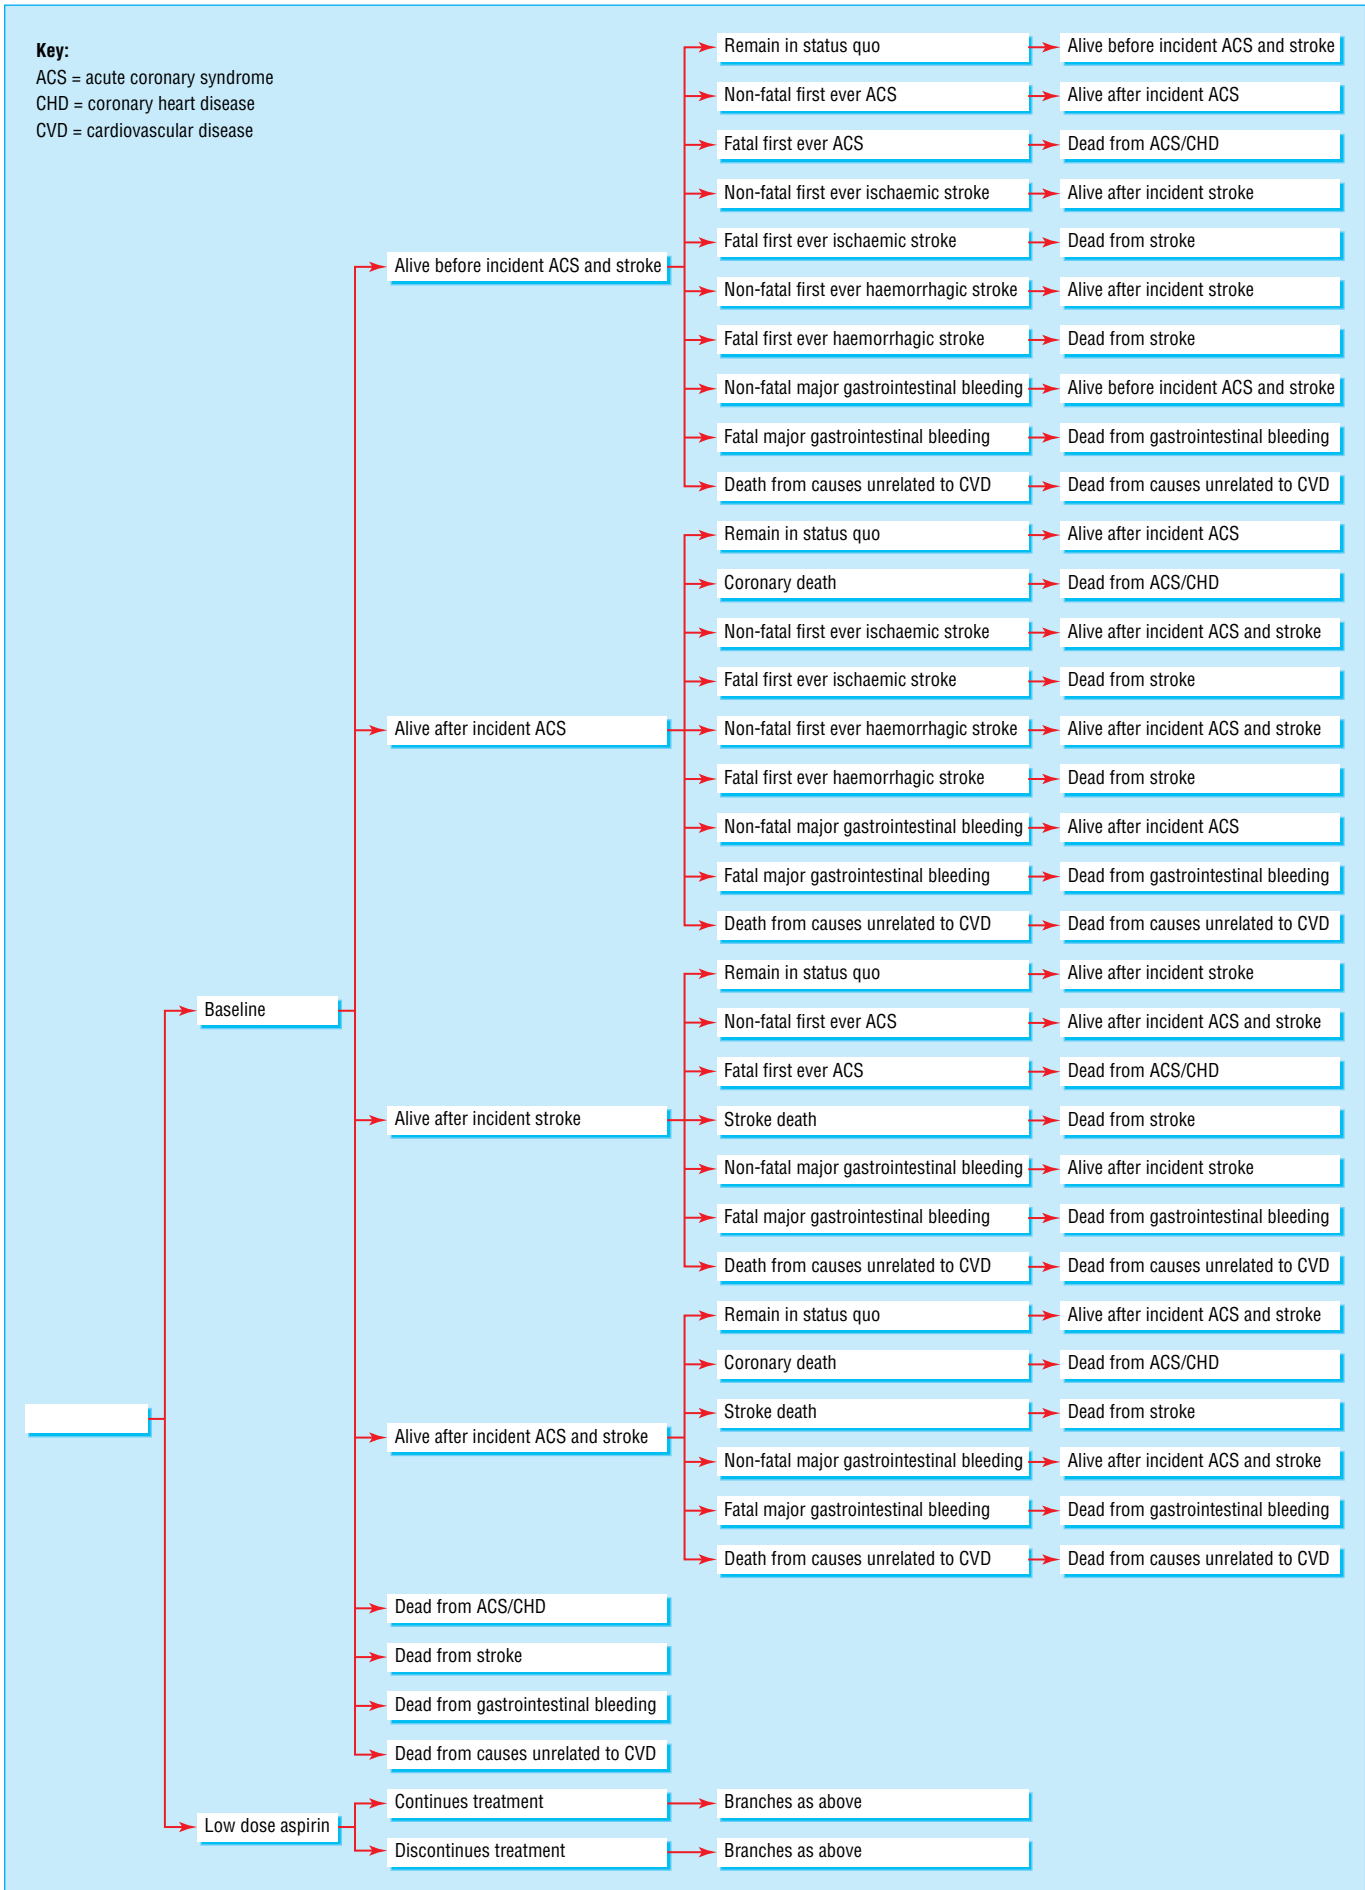 Key:
ACS = acute coronary syndrome
CHD = coronary heart disease
CVD = cardiovascular disease
Remain in status quo
Alive before incident ACS and stroke
Non-fatal first ever ACS
Alive after incident ACS
Fatal first ever ACS
Dead from ACS/CHD
Non-fatal first ever ischaemic stroke
Alive after incident stroke
Fatal first ever ischaemic stroke
Dead from stroke
Alive before incident ACS and stroke
Non-fatal first ever haemorrhagic stroke
Alive after incident stroke
Fatal first ever haemorrhagic stroke
Dead from stroke
Non-fatal major gastrointestinal bleeding
Alive before incident ACS and stroke
Fatal major gastrointestinal bleeding
Dead from gastrointestinal bleeding
Death from causes unrelated to CVD
Dead from causes unrelated to CVD
Remain in status quo
Alive after incident ACS
Coronary death
Dead from ACS/CHD
Non-fatal first ever ischaemic stroke
Alive after incident ACS and stroke
Fatal first ever ischaemic stroke
Dead from stroke
Alive after incident ACS
Non-fatal first ever haemorrhagic stroke
Alive after incident ACS and stroke
Fatal first ever haemorrhagic stroke
Dead from stroke
Non-fatal major gastrointestinal bleeding
Alive after incident ACS
Fatal major gastrointestinal bleeding
Dead from gastrointestinal bleeding
Death from causes unrelated to CVD
Dead from causes unrelated to CVD
Remain in status quo
Alive after incident stroke
Baseline
Non-fatal first ever ACS
Alive after incident ACS and stroke
Fatal first ever ACS
Dead from ACS/CHD
Alive after incident stroke
Stroke death
Dead from stroke
Non-fatal major gastrointestinal bleeding
Alive after incident stroke
Fatal major gastrointestinal bleeding
Dead from gastrointestinal bleeding
Death from causes unrelated to CVD
Dead from causes unrelated to CVD
Remain in status quo
Alive after incident ACS and stroke
Coronary death
Dead from ACS/CHD
Stroke death
Dead from stroke
Alive after incident ACS and stroke
Non-fatal major gastrointestinal bleeding
Alive after incident ACS and stroke
Fatal major gastrointestinal bleeding
Dead from gastrointestinal bleeding
Death from causes unrelated to CVD
Dead from causes unrelated to CVD
Dead from ACS/CHD
Dead from stroke
Dead from gastrointestinal bleeding
Dead from causes unrelated to CVD
Low dose aspirin
Continues treatment
Branches as above
Discontinues treatment
Branches as above